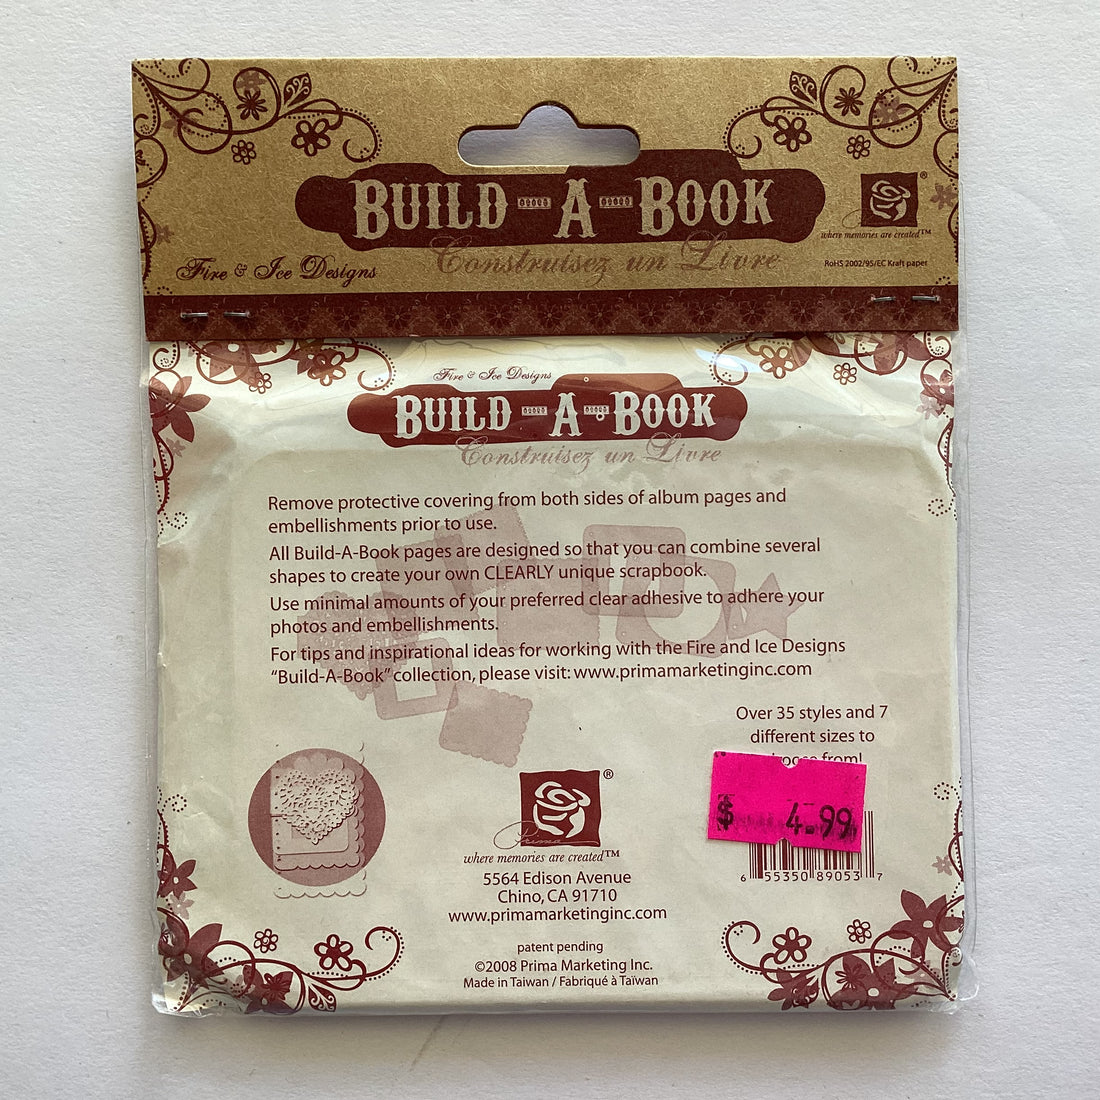 BUILD-A-BOOK
®
Construisez un Livre
where memories are created™
Fire & Ice Designs
RoHS 2002/95/EC Kraft paper
Fire & Ice Designs
BUILD-A-BOOK
Construisez un Livre
Remove protective covering from both sides of album pages and
embellishments prior to use.
All Build-A-Book pages are designed so that you can combine several
shapes to create your own CLEARLY unique scrapbook.
Use minimal amounts of your preferred clear adhesive to adhere your
photos and embellishments.
For tips and inspirational ideas for working with the Fire and Ice Designs
“Build-A-Book” collection, please visit: www.primamarketinginc.com
Over 35 styles and 7
different sizes to
choose from!
$ 4.99
6 55350 89053 7
®
Prima
where memories are created™
5564 Edison Avenue
Chino, CA 91710
www.primamarketinginc.com
patent pending
©2008 Prima Marketing Inc.
Made in Taiwan / Fabriqué à Taïwan